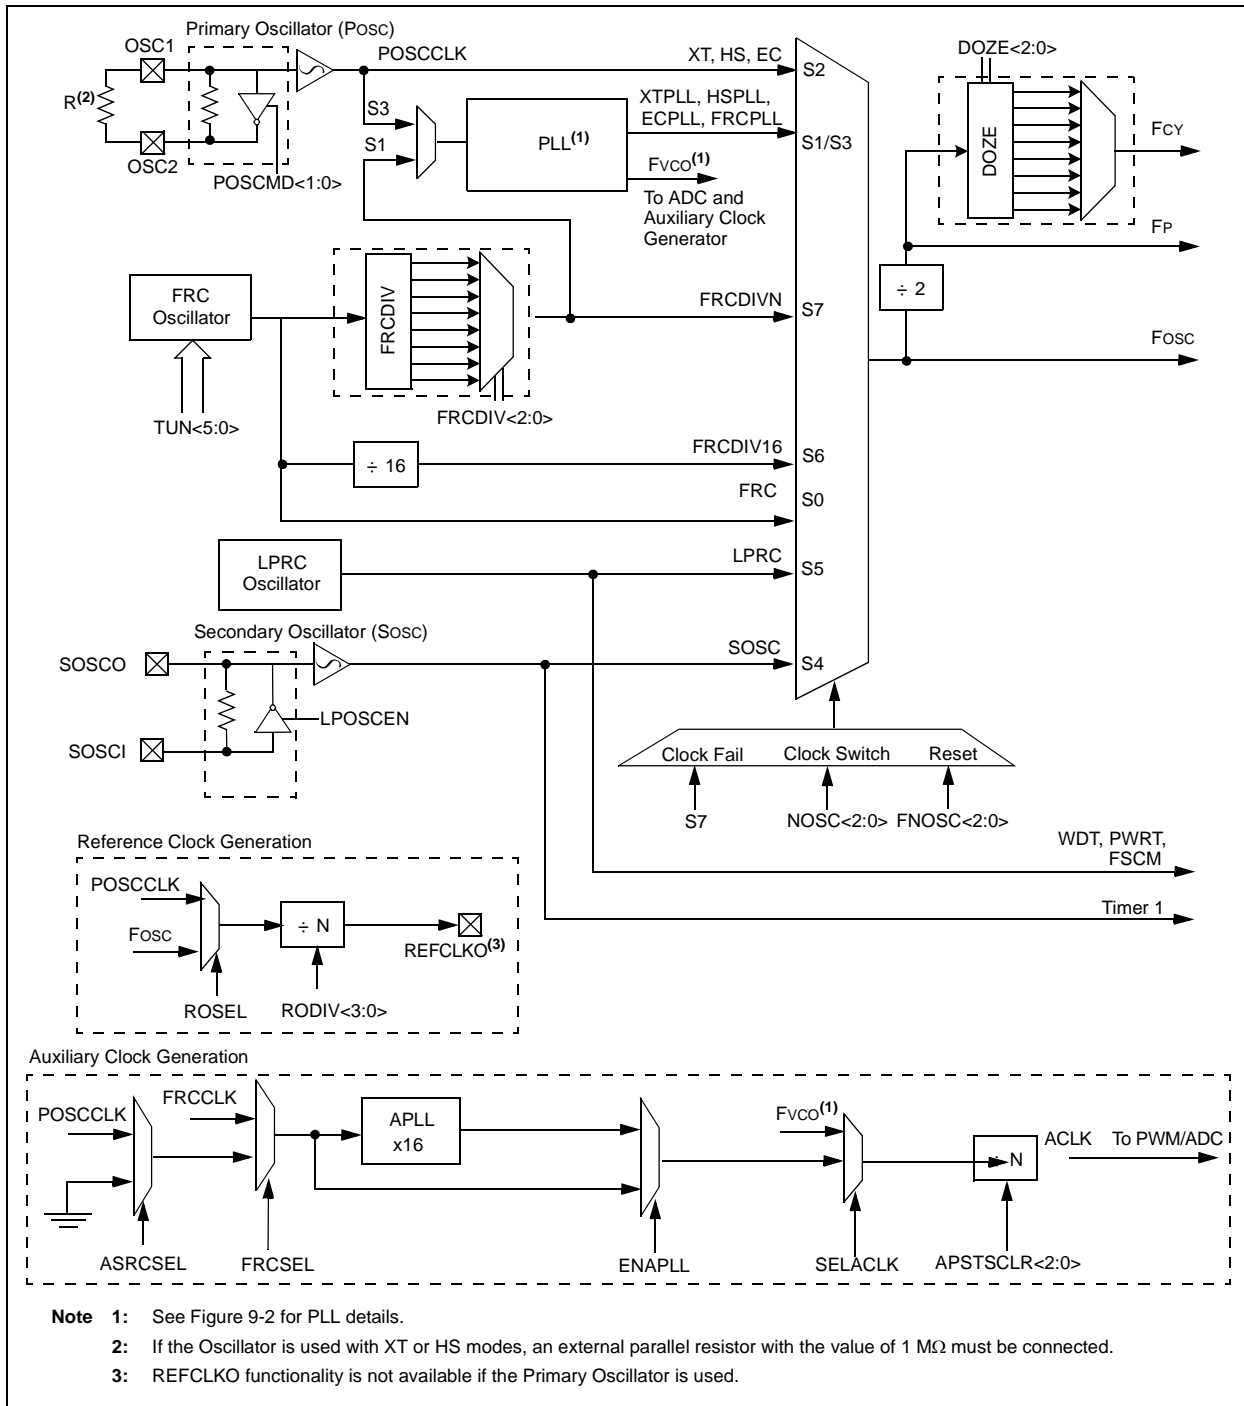 Primary Oscillator (POSC)
OSC1
POSCCLK
XT, HS, EC
S2
DOZE<2:0>
R(2)
S3
XTPLL, HSPLL,
ECPLL, FRCPLL
PLL(1)
S1/S3
DOZE
FCY
S1
OSC2
POSCMD<1:0>
FVCO(1)
To ADC and
Auxiliary Clock
Generator
FP
÷ 2
FRC
Oscillator
FRCDIV
FRCDIVN
S7
FOSC
TUN<5:0>
FRCDIV<2:0>
÷ 16
FRCDIV16
S6
FRC
S0
LPRC
Oscillator
LPRC
S5
Secondary Oscillator (SOSC)
SOSCO
SOSC
S4
LPOSCEN
SOSCI
Clock Fail
Clock Switch
Reset
S7
NOSC<2:0>
FNOSC<2:0>
WDT, PWRT,
FSCM
Timer 1
Reference Clock Generation
POSCCLK
FOSC
÷ N
REFCLKO(3)
ROSEL
RODIV<3:0>
Auxiliary Clock Generation
POSCCLK
FRCCLK
APLL
x16
FVCO(1)
÷ N
ACLK
To PWM/ADC
ASRCSEL
FRCSEL
ENAPLL
SELACLK
APSTSCLR<2:0>
Note 1: See Figure 9-2 for PLL details.
2: If the Oscillator is used with XT or HS modes, an external parallel resistor with the value of 1 MΩ must be connected.
3: REFCLKO functionality is not available if the Primary Oscillator is used.